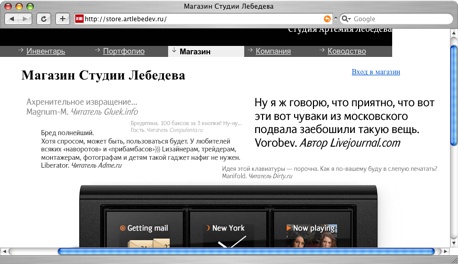 Магазин Студии Лебедева
http://store.artlebedev.ru/
Google
Студия Артемия Лебедева
Инвентарь
Портфолио
Магазин
Компания
Ководство
Магазин Студии Лебедева
Вход в магазин
Ахренительное извращение...
Magnum-M. Читатель Gluek.info
Бредятина. 100 баксов за 3 кнопки! Ну-ну...
Гость. Читатель Compulenta.ru
Бред полнейший.
Хотя спросом, может быть, пользоваться будет. У любителей
всяких «наворотов» и «прибамбасов»)) Дизайнерам, трейдерам,
монтажерам, фотографам и детям такой гаджет нафиг не нужен.
Liberator. Читатель Adme.ru
Ну я ж говорю, что приятно, что вот
эти вот чуваки из московского
подвала заебошили такую вещь.
Vorobev. Автор Livejournal.com
Идея этой клавиатуры — порочна. Как я по-вашему буду в слепую печатать?
Manifold. Читатель Dirty.ru
Getting mail
New York
Now playing